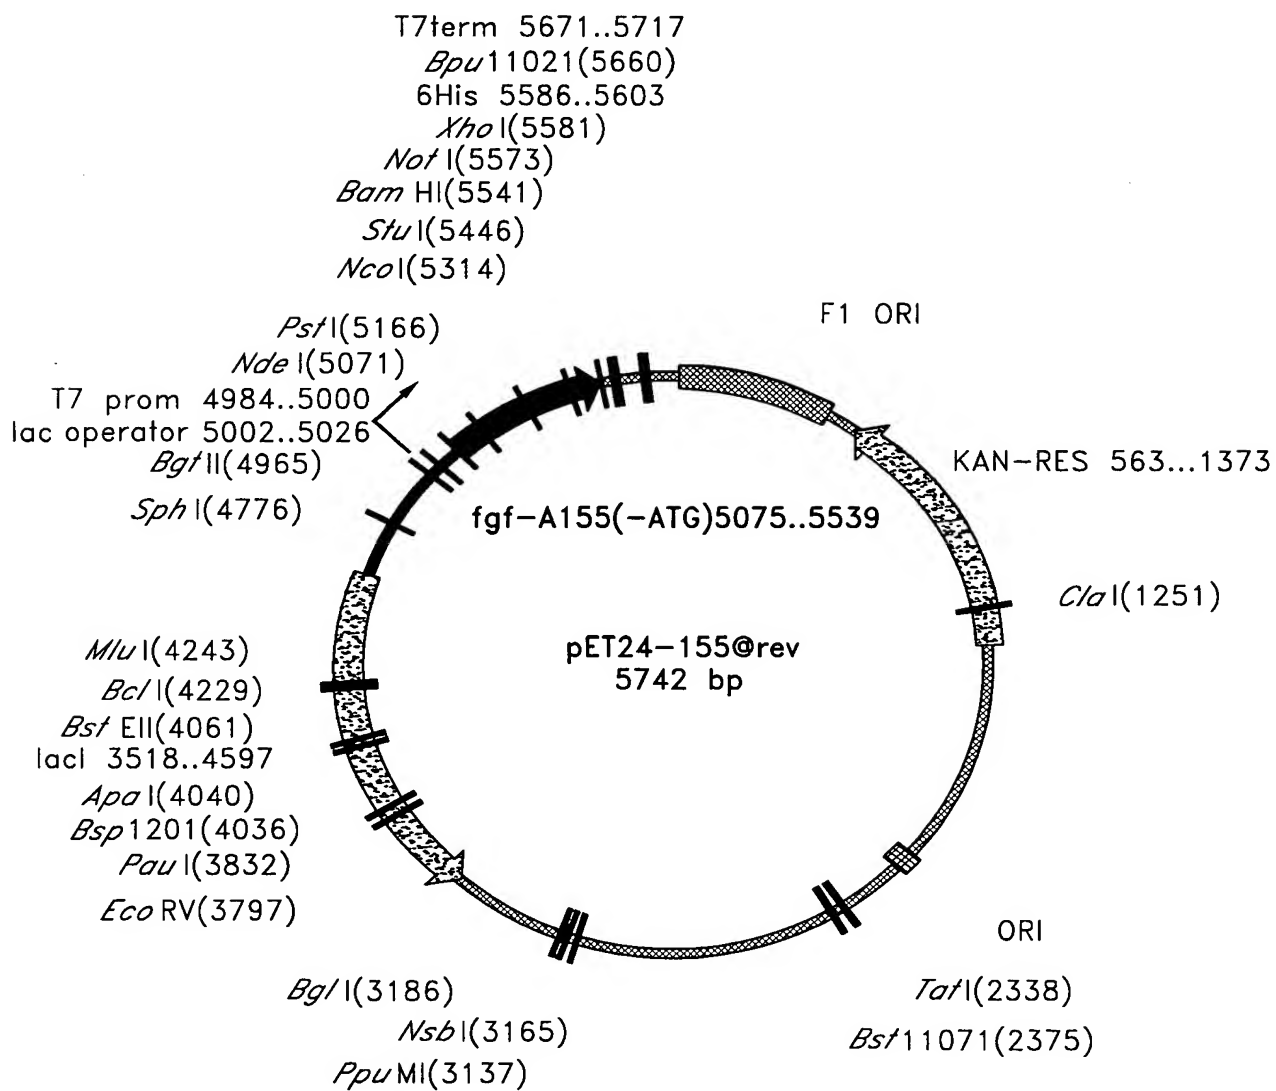 T7term 5671..5717
Bpu11021(5660)
6His 5586..5603
XhoI(5581)
NotI(5573)
BamHI(5541)
StuI(5446)
NcoI(5314)
F1 ORI
PstI(5166)
NdeI(5071)
T7 prom 4984..5000
lac operator 5002..5026
BglII(4965)
KAN-RES 563...1373
SphI(4776)
fgf-A155(-ATG)5075..5539
ClaI(1251)
pET24-155@rev
5742 bp
MluI(4243)
BclI(4229)
BstEII(4061)
lacI 3518..4597
ApaI(4040)
Bsp1201(4036)
PauI(3832)
EcoRV(3797)
ORI
BglI(3186)
TatI(2338)
NsbI(3165)
Bst11071(2375)
PpuMI(3137)